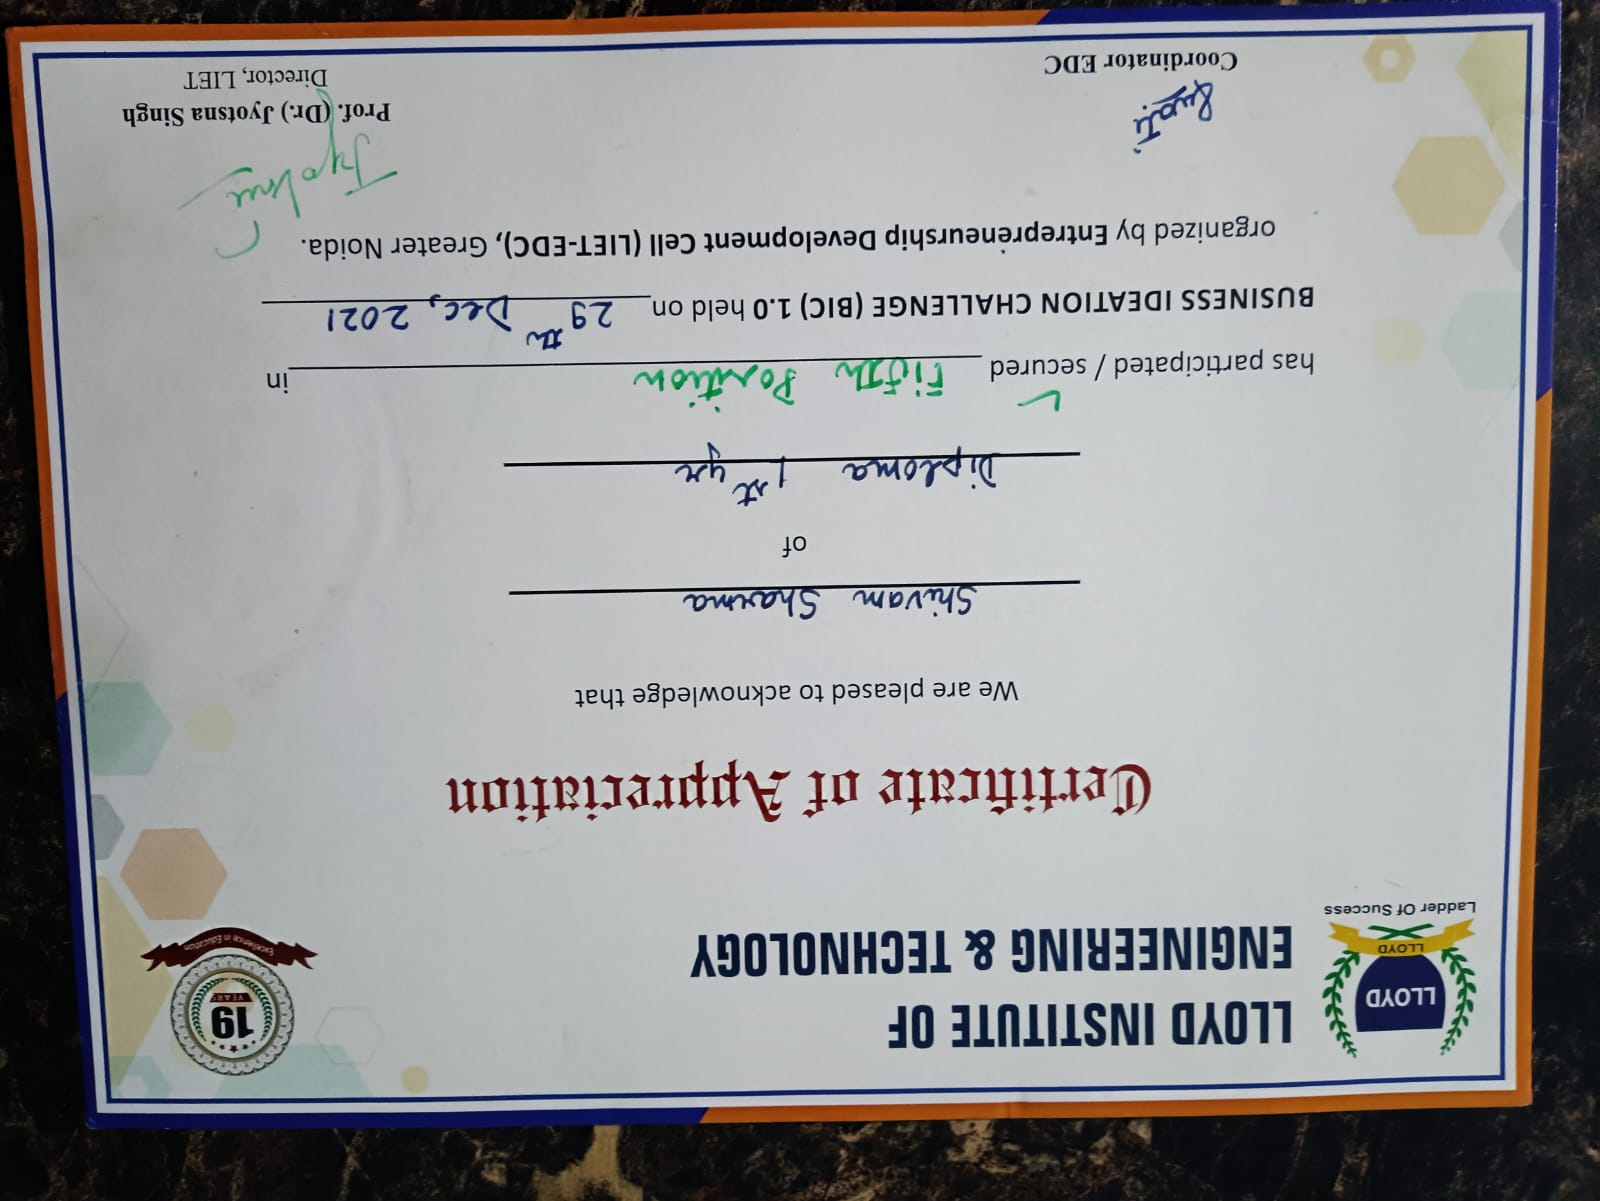 LLOYD
LLOYD
Ladder Of Success
LLOYD INSTITUTE OF
ENGINEERING & TECHNOLOGY
19
YEARS
Excellence in Education
Certificate of Appreciation
We are pleased to acknowledge that
Shivam Sharma
of
Diploma 1st yr
has participated / secured Fifth Position in
BUSINESS IDEATION CHALLENGE (BIC) 1.0 held on 29th Dec, 2021
organized by Entrepreneurship Development Cell (LIET-EDC), Greater Noida.
Jyotsna
Coordinator EDC
Prof. (Dr.) Jyotsna Singh
Director, LIET